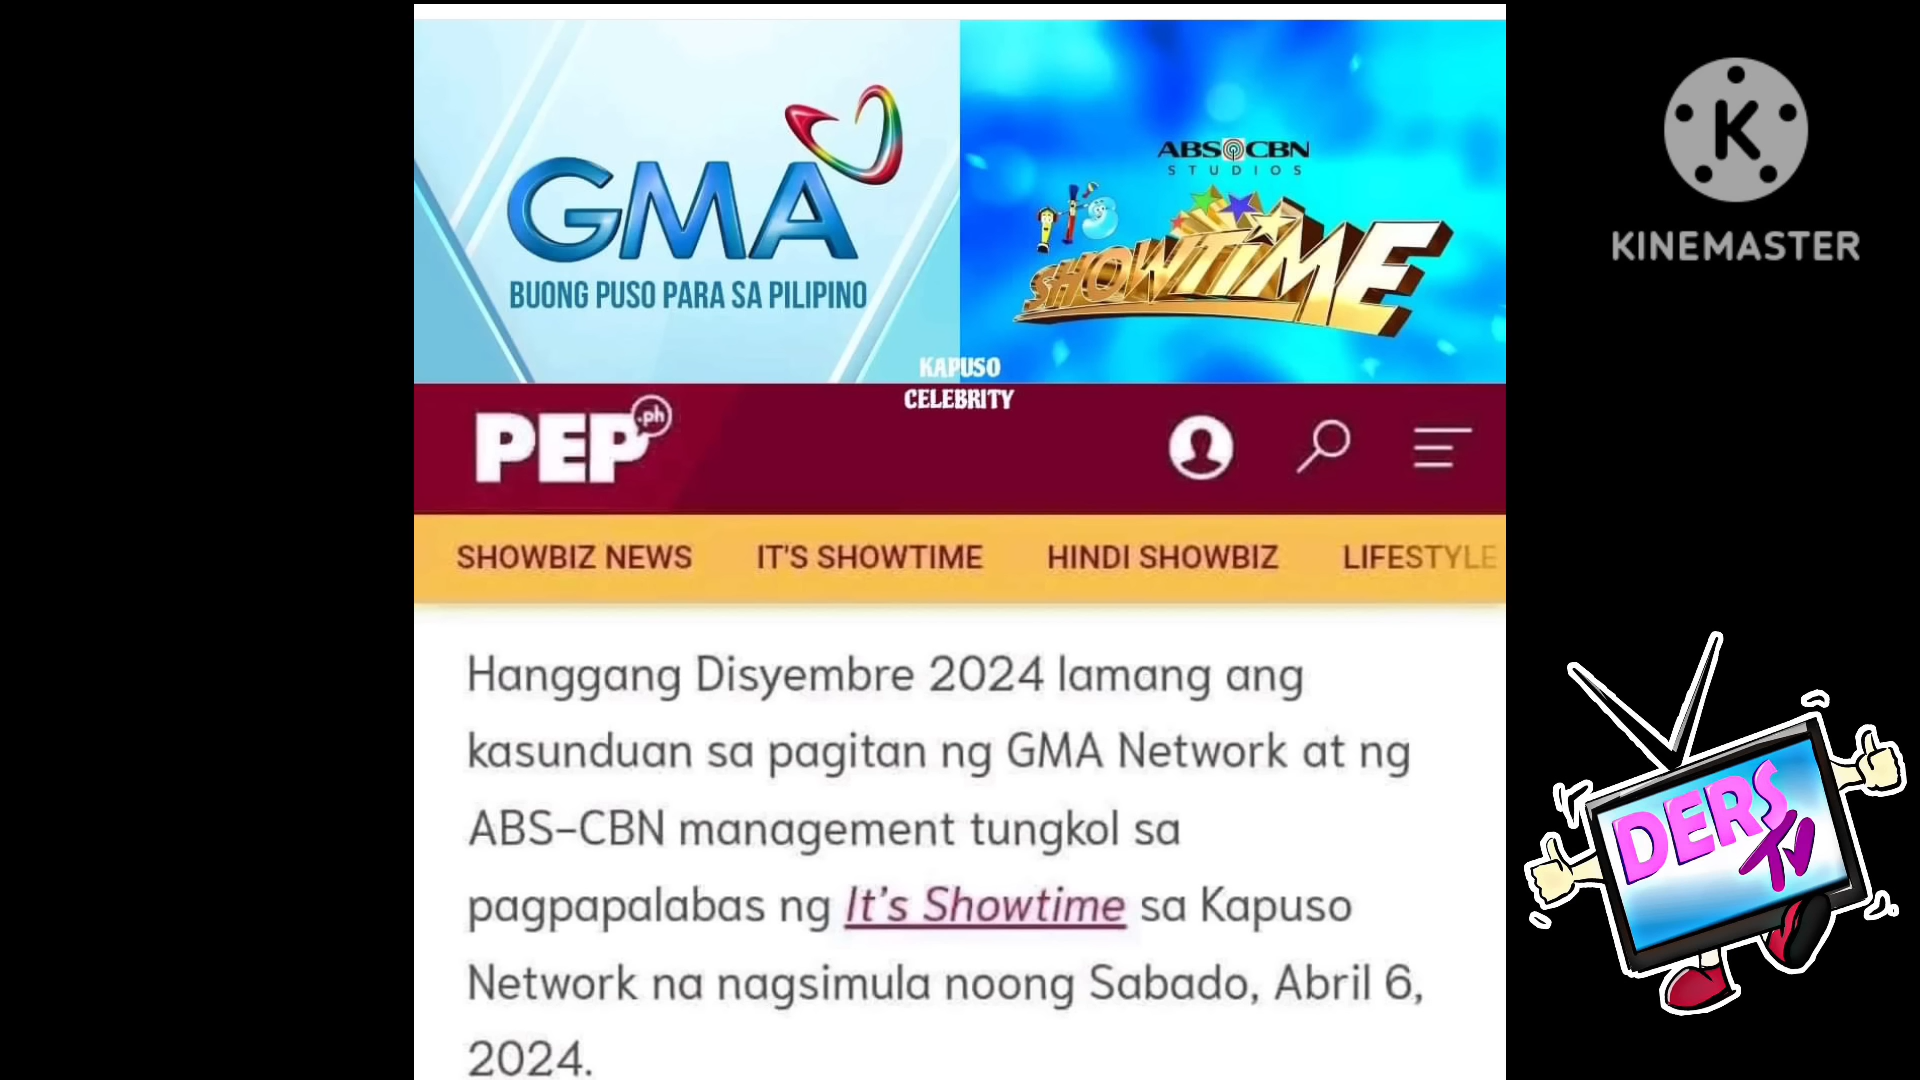 GMA
BUONG PUSO PARA SA PILIPINO
ABS CBN
STUDIOS
It's
SHOWTiME
KAPUSO
CELEBRITY
K
KINEMASTER
PEP.ph
SHOWBIZ NEWS IT'S SHOWTIME HINDI SHOWBIZ LIFESTYLE
Hanggang Disyembre 2024 lamang ang
kasunduan sa pagitan ng GMA Network at ng
ABS-CBN management tungkol sa
pagpapalabas ng It's Showtime sa Kapuso
Network na nagsimula noong Sabado, Abril 6,
2024.
DERS
TV